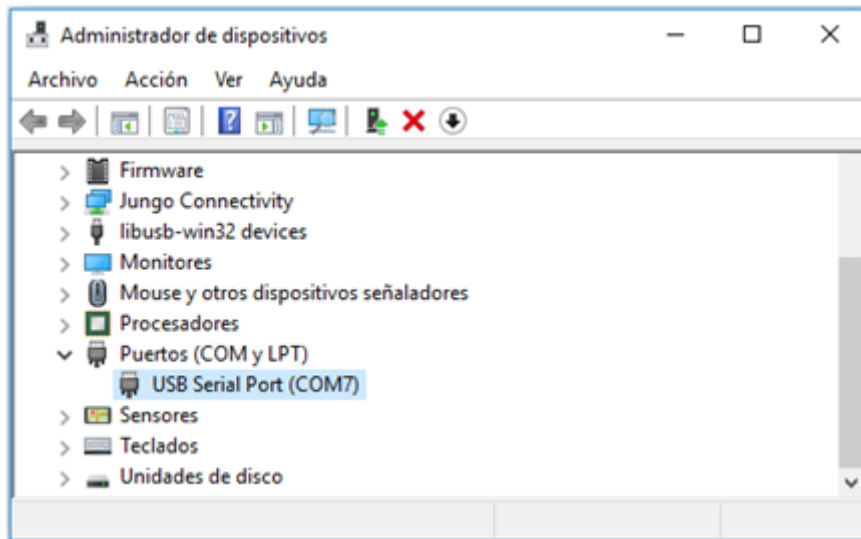 Administrador de dispositivos
Archivo Acción Ver Ayuda
Firmware
Jungo Connectivity
libusb-win32 devices
Monitores
Mouse y otros dispositivos señaladores
Procesadores
Puertos (COM y LPT)
USB Serial Port (COM7)
Sensores
Teclados
Unidades de disco